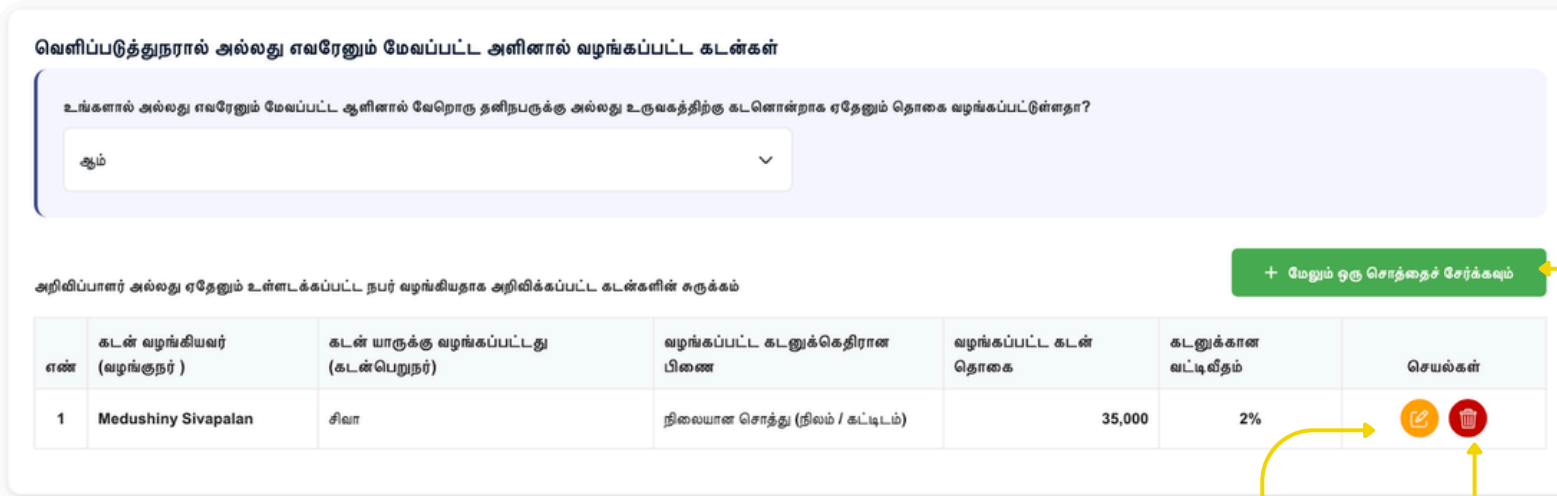 வெளிப்படுத்துநரால் அல்லது எவரேனும் மேவப்பட்ட அளினால் வழங்கப்பட்ட கடன்கள்
உங்களால் அல்லது எவரேனும் மேவப்பட்ட ஆளினால் வேறொரு தனிநபருக்கு அல்லது உருவகத்திற்கு கடனொன்றாக ஏதேனும் தொகை வழங்கப்பட்டுள்ளதா?
ஆம்
+ மேலும் ஒரு சொத்தைச் சேர்க்கவும்
அறிவிப்பாளர் அல்லது ஏதேனும் உள்ளடக்கப்பட்ட நபர் வழங்கியதாக அறிவிக்கப்பட்ட கடன்களின் சுருக்கம்
எண்
கடன் வழங்கியவர்
(வழங்குநர் )
கடன் யாருக்கு வழங்கப்பட்டது
(கடன்பெறுநர்)
வழங்கப்பட்ட கடனுக்கெதிரான
பிணை
வழங்கப்பட்ட கடன்
தொகை
கடனுக்கான
வட்டிவீதம்
செயல்கள்
1 Medushiny Sivapalan சிவா நிலையான சொத்து (நிலம் / கட்டிடம்) 35,000 2%